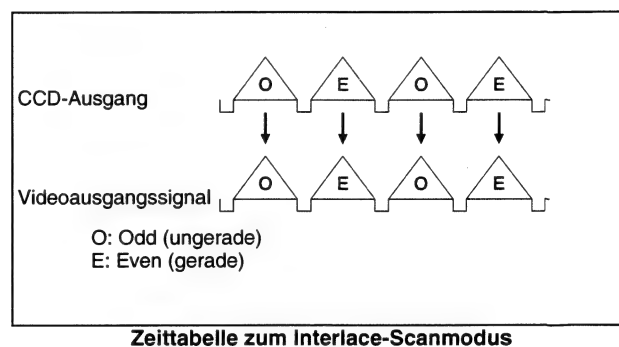 O E O E
CCD-Ausgang
O E O E
Videoausgangssignal
O: Odd (ungerade)
E: Even (gerade)
Zeittabelle zum Interlace-Scanmodus